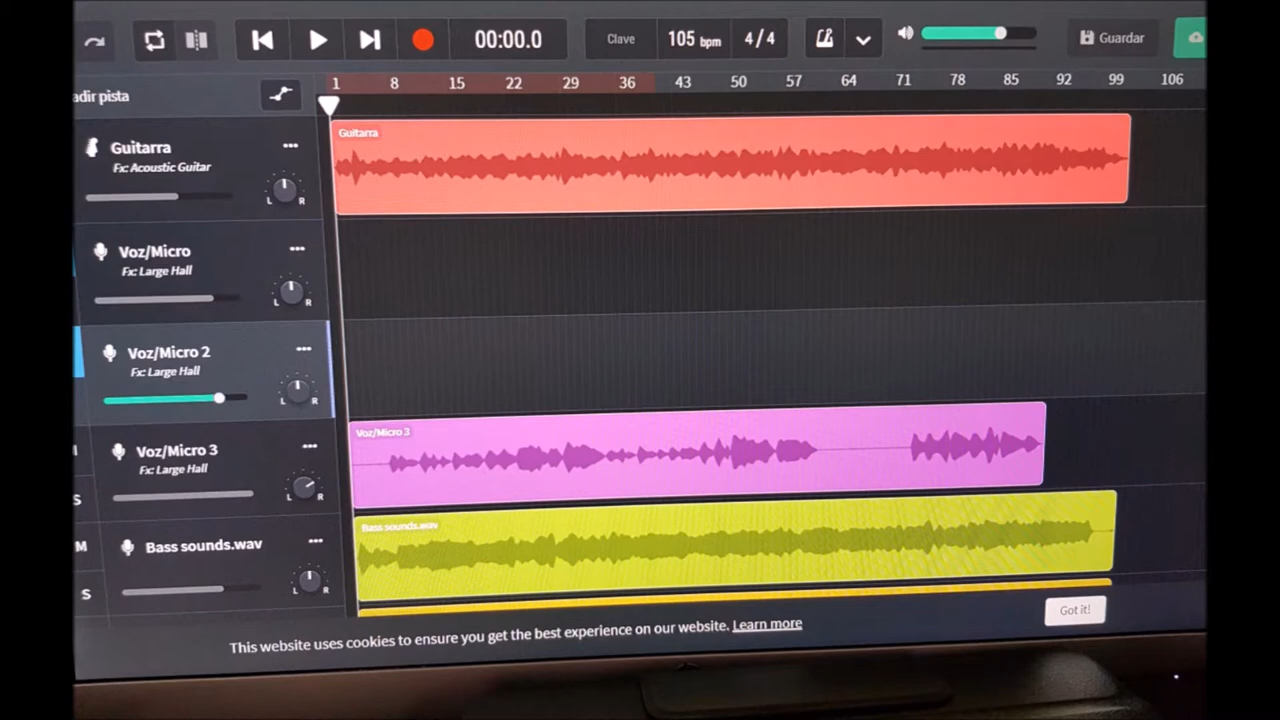 00:00.0 Clave 105 bpm 4/4 Guardar
1 8 15 22 29 36 43 50 57 64 71 78 85 92 99 106
adir pista
Guitarra
Guitarra
Fx: Acoustic Guitar
L R
Voz/Micro
Fx: Large Hall
L R
Voz/Micro 2
Fx: Large Hall
L R
Voz/Micro 3
Voz/Micro 3
Fx: Large Hall
S L R
Bass sounds.wav
M Bass sounds.wav
S L R
Got it!
This website uses cookies to ensure you get the best experience on our website. Learn more